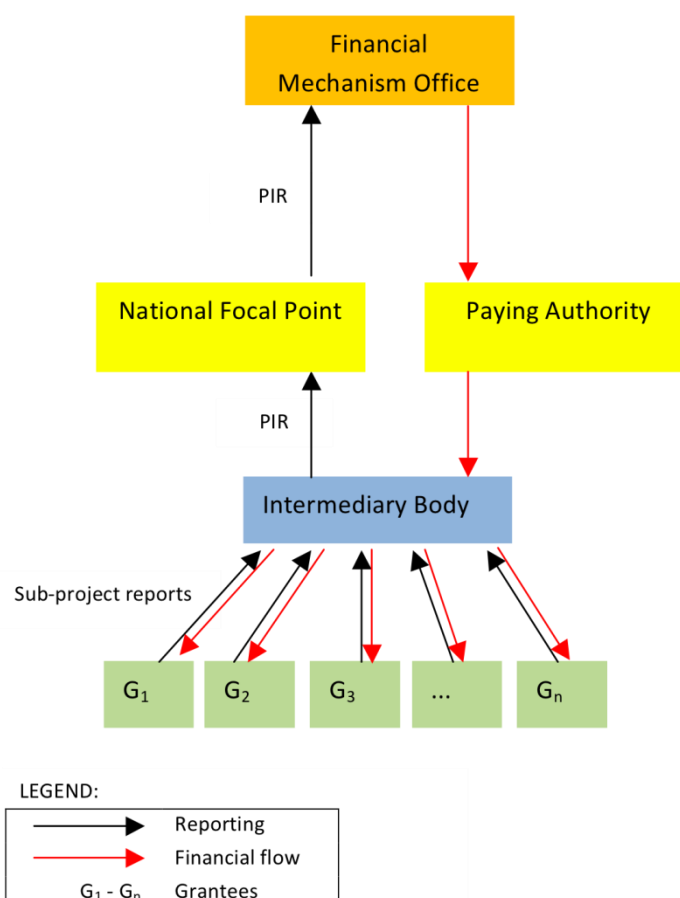 Financial
Mechanism Office
PIR
National Focal Point
Paying Authority
PIR
Intermediary Body
Sub-project reports
G₁
G₂
G₃
...
Gₙ
LEGEND:
Reporting
Financial flow
G₁ - Gₙ Grantees